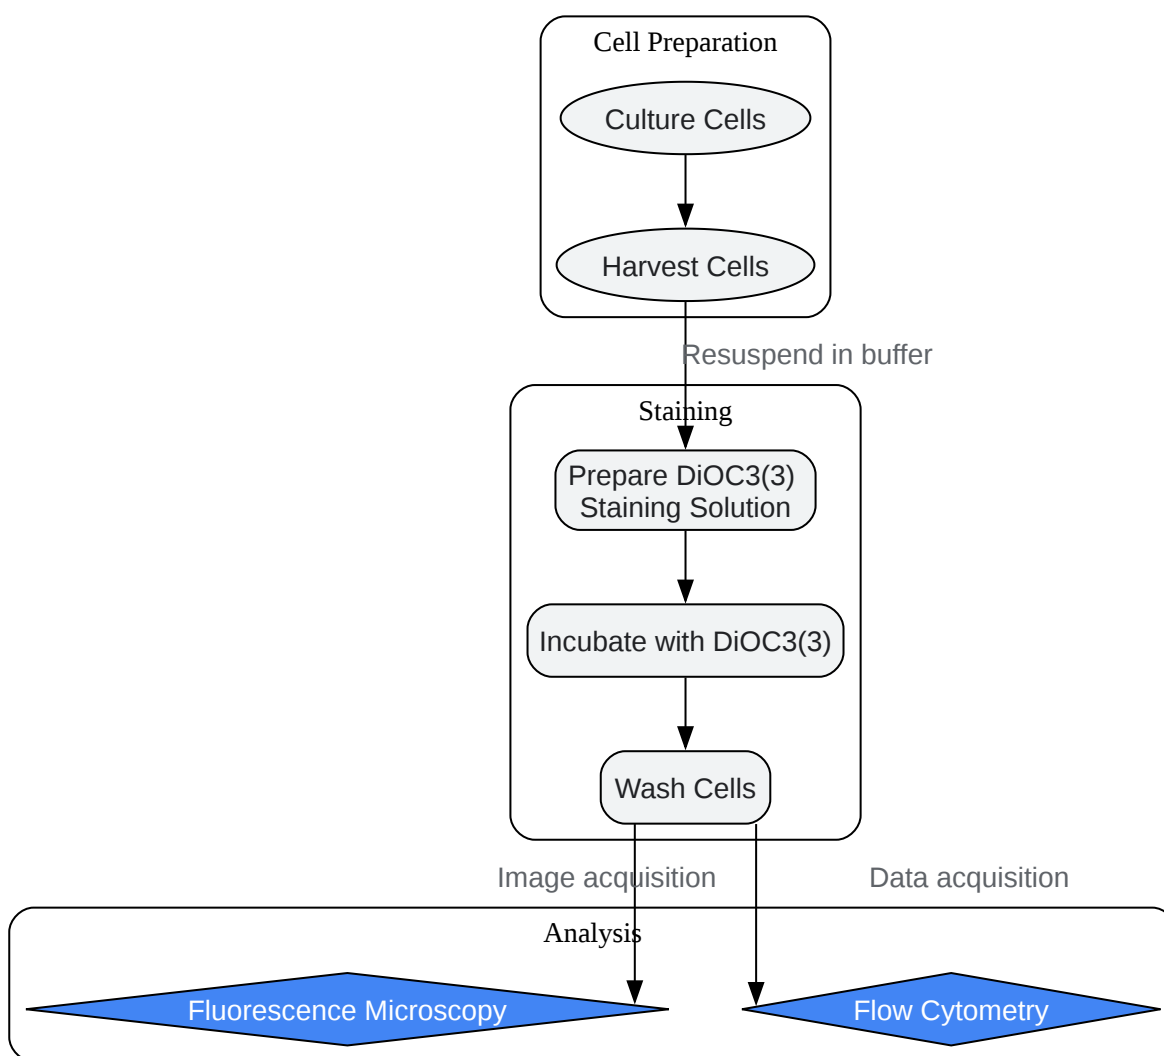 Cell Preparation
Culture Cells
Harvest Cells
Resuspend in buffer
Staining
Prepare DiOC3(3)
Staining Solution
Incubate with DiOC3(3)
Wash Cells
Image acquisition
Data acquisition
Analysis
Fluorescence Microscopy
Flow Cytometry